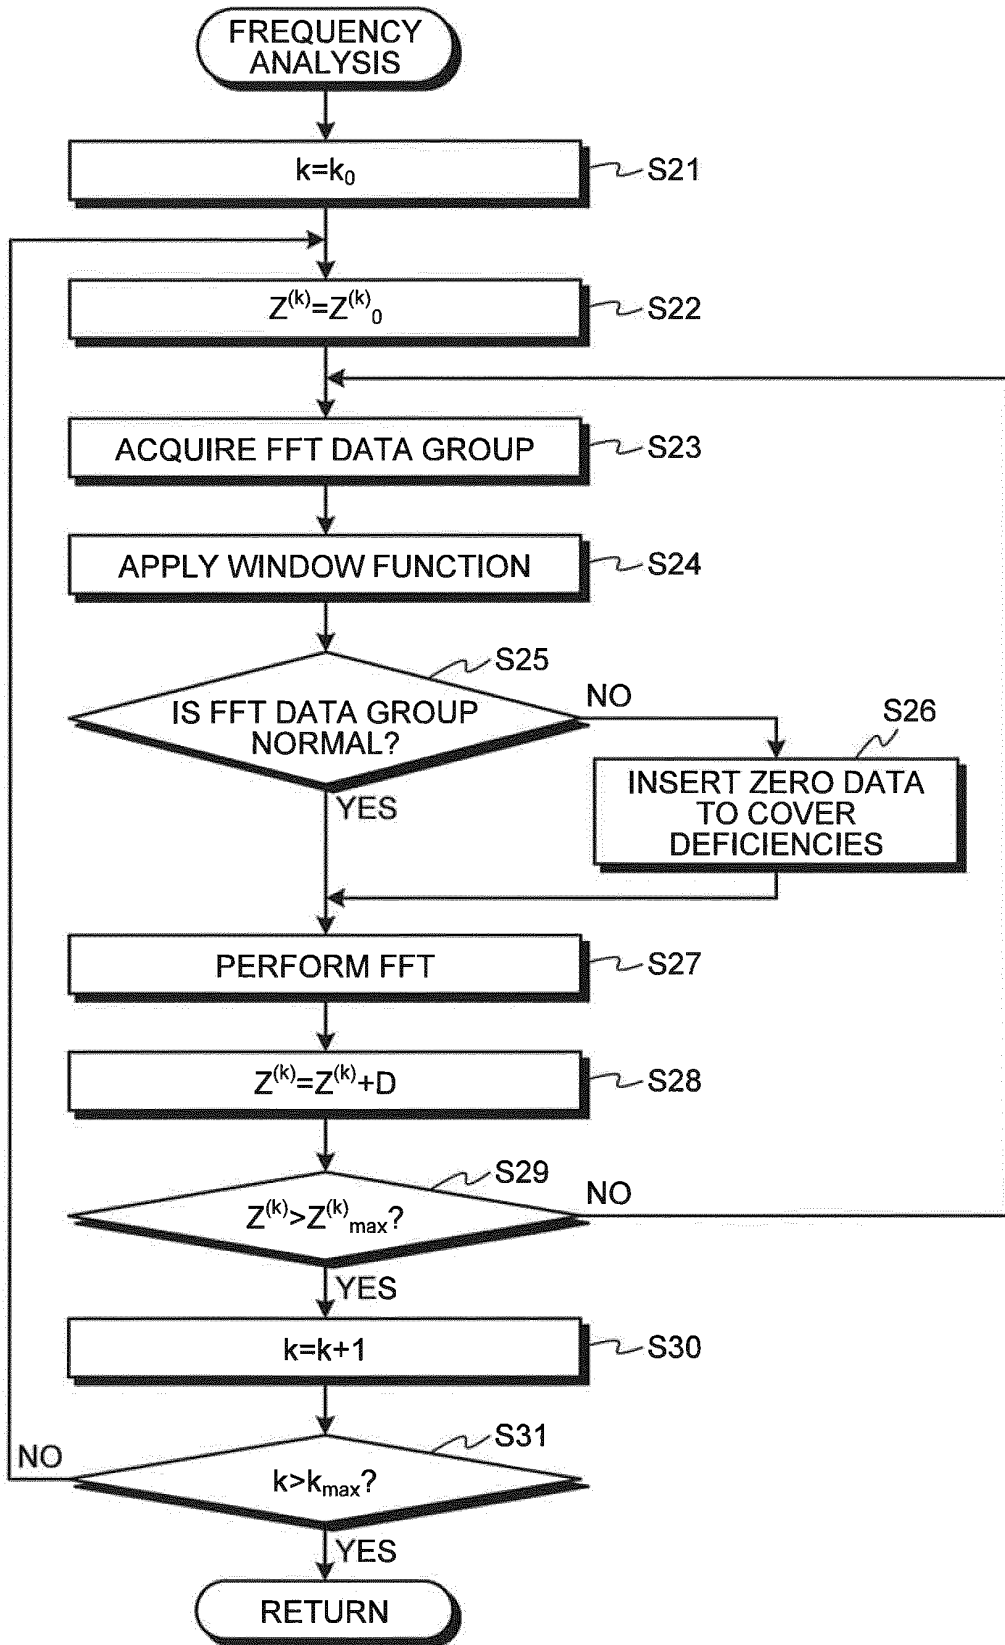 FREQUENCY
ANALYSIS
k=k₀
S21
Z⁽ᵏ⁾=Z⁽ᵏ⁾₀
S22
ACQUIRE FFT DATA GROUP
S23
APPLY WINDOW FUNCTION
S24
S25
IS FFT DATA GROUP
NORMAL?
NO
YES
S26
INSERT ZERO DATA
TO COVER
DEFICIENCIES
PERFORM FFT
S27
Z⁽ᵏ⁾=Z⁽ᵏ⁾+D
S28
S29
Z⁽ᵏ⁾>Z⁽ᵏ⁾ₘₐₓ?
NO
YES
k=k+1
S30
S31
k>kₘₐₓ?
NO
YES
RETURN